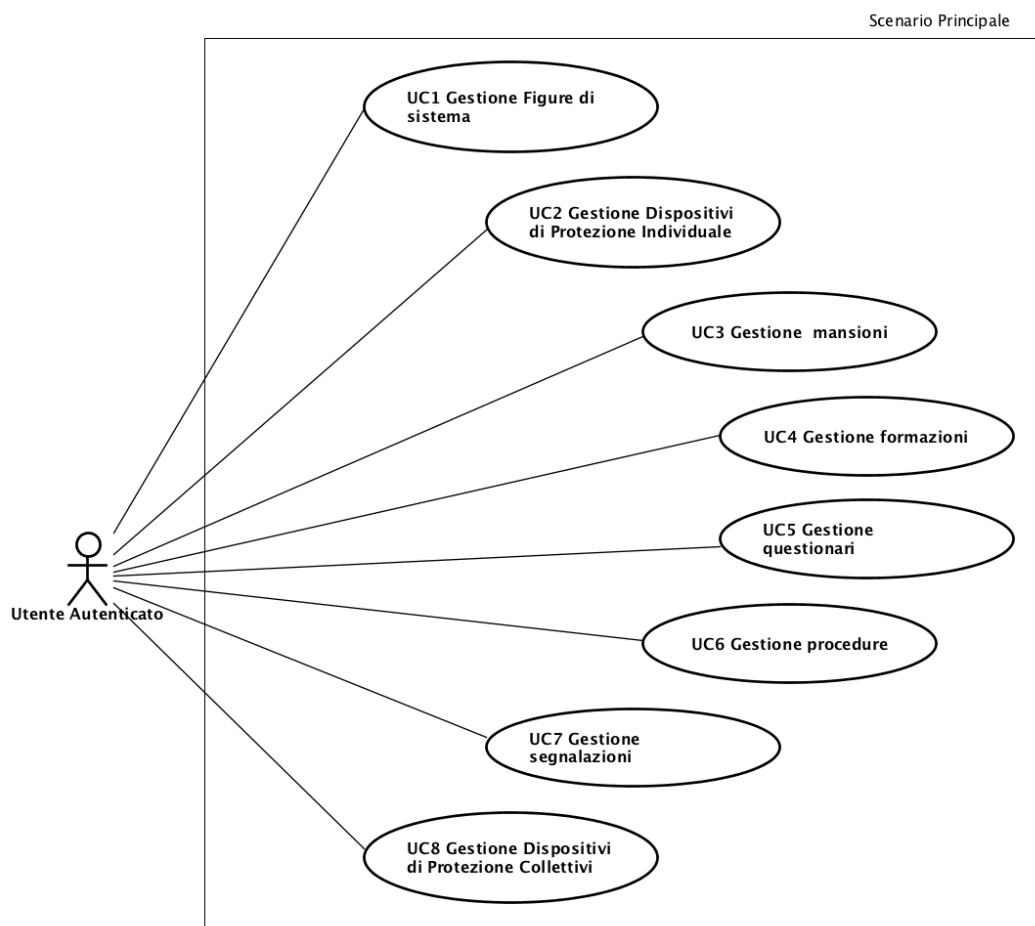 Scenario Principale
UC1 Gestione Figure di
sistema
UC2 Gestione Dispositivi
di Protezione Individuale
UC3 Gestione  mansioni
UC4 Gestione formazioni
UC5 Gestione
questionari
Utente Autenticato
UC6 Gestione procedure
UC7 Gestione
segnalazioni
UC8 Gestione Dispositivi
di Protezione Collettivi